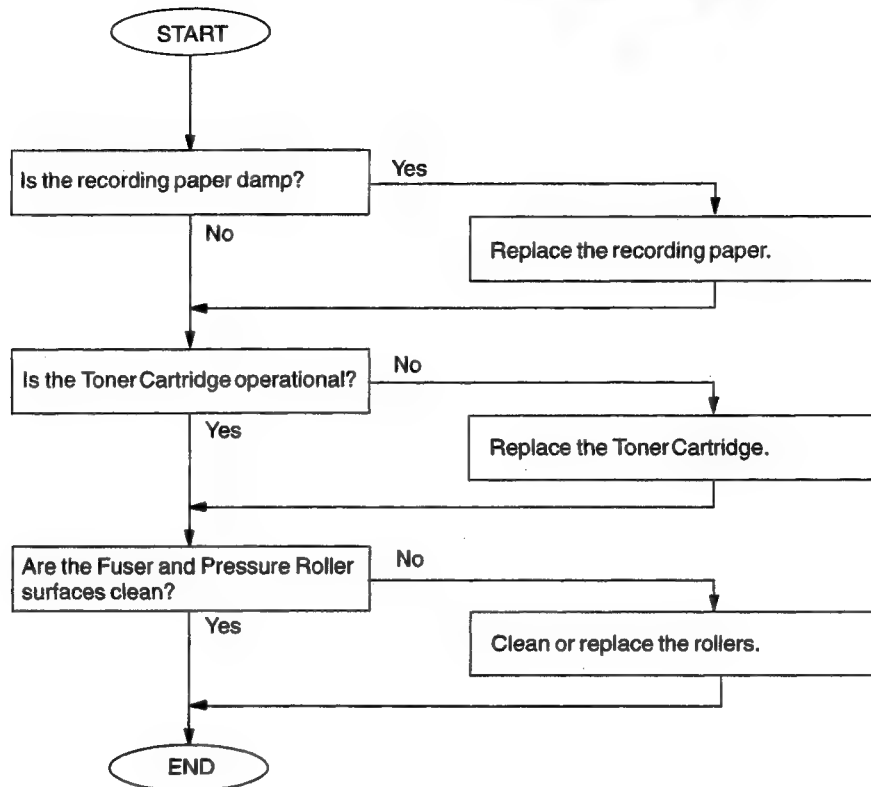 START
Is the recording paper damp?
Yes
No
Replace the recording paper.
Is the Toner Cartridge operational?
No
Yes
Replace the Toner Cartridge.
Are the Fuser and Pressure Roller
surfaces clean?
No
Yes
Clean or replace the rollers.
END